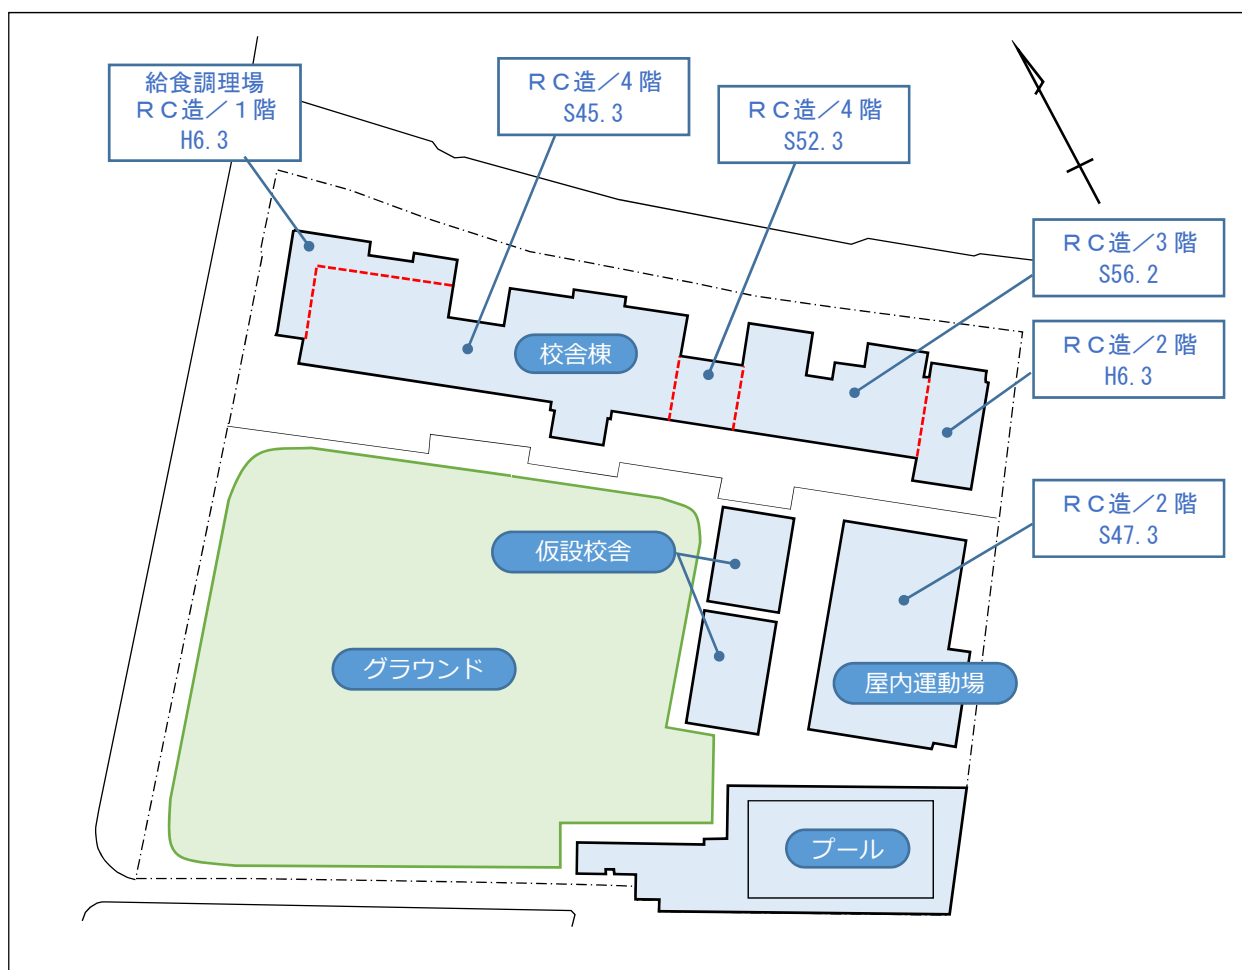 給食調理場
ＲＣ造／１階
H6.3
ＲＣ造／4階
S45.3
ＲＣ造／4階
S52.3
ＲＣ造／3階
S56.2
ＲＣ造／2階
H6.3
校舎棟
ＲＣ造／2階
S47.3
仮設校舎
グラウンド
屋内運動場
プール